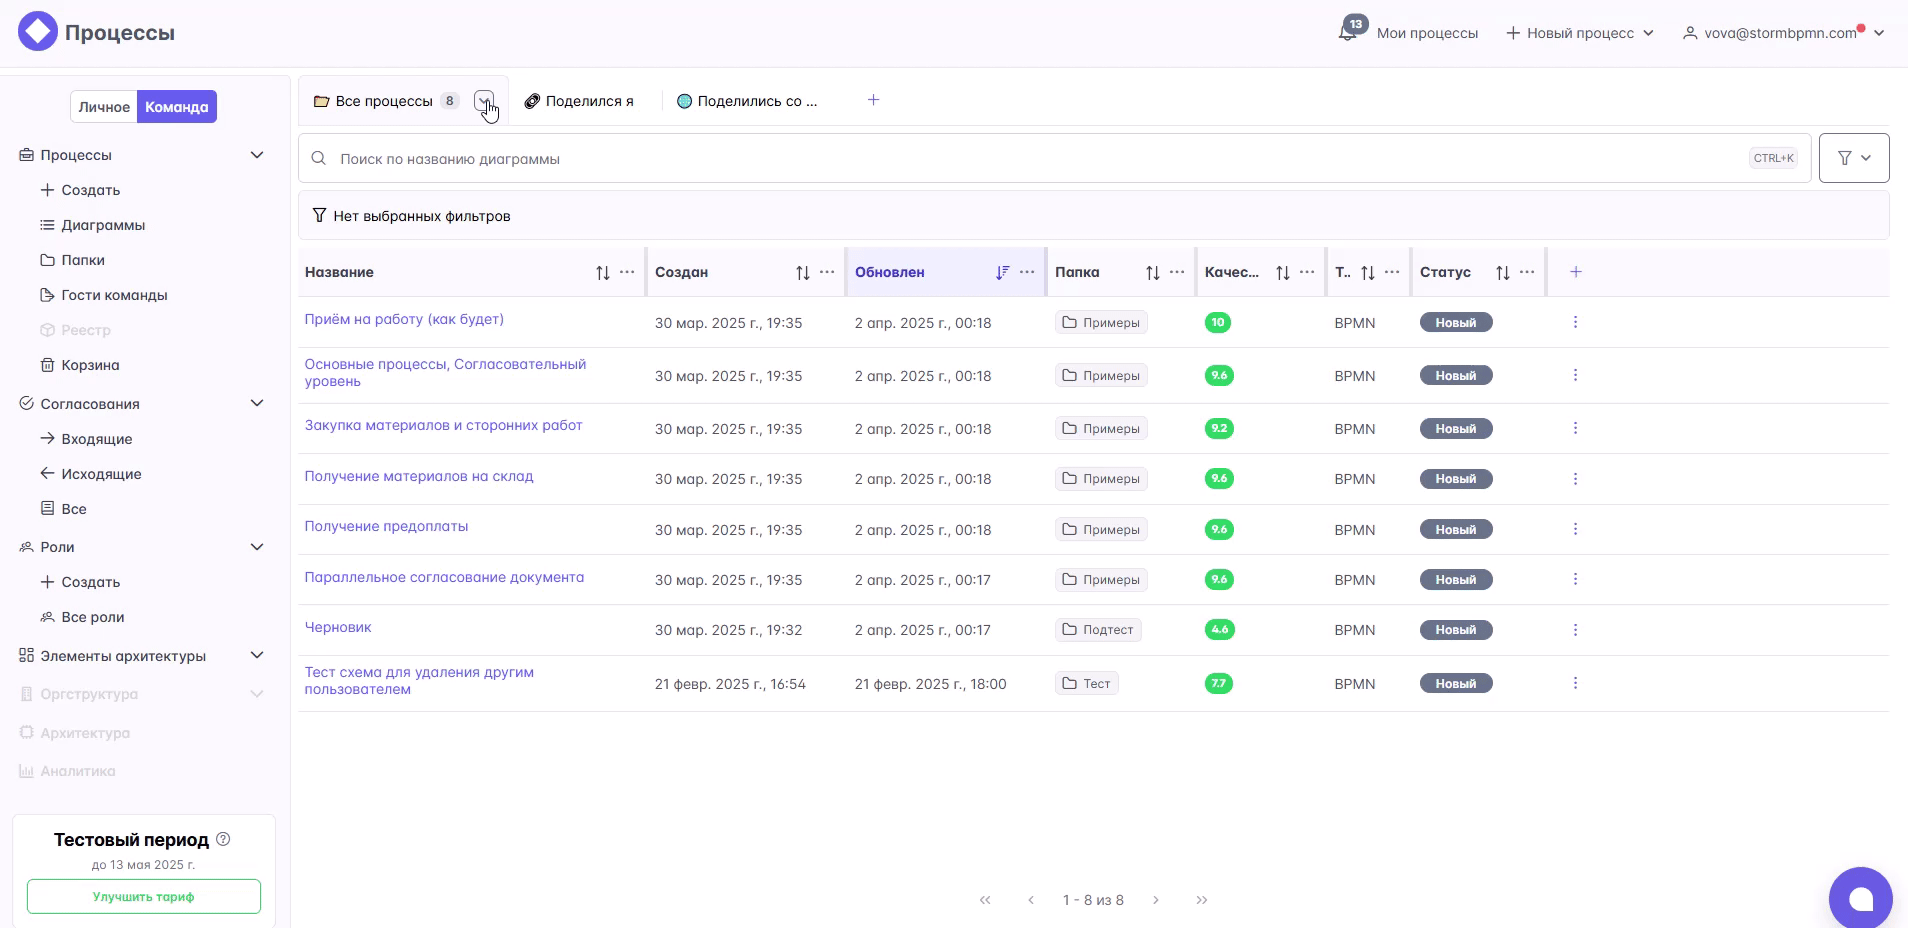 Процессы
13
Мои процессы
Новый процесс
vova@stormbpmn.com
Личное
Команда
Процессы
Создать
Диаграммы
Папки
Гости команды
Реестр
Корзина
Согласования
Входящие
Исходящие
Все
Роли
Создать
Все роли
Элементы архитектуры
Оргструктура
Архитектура
Аналитика
Тестовый период
до 13 мая 2025 г.
Улучшить тариф
Все процессы 8
Поделился я
Поделились со ...
Поиск по названию диаграммы
CTRL+K
Нет выбранных фильтров
Название Создан Обновлен Папка Качес... Т.. Статус
Приём на работу (как будет) 30 мар. 2025 г., 19:35 2 апр. 2025 г., 00:18 Примеры 10 BPMN Новый
Основные процессы, Согласовательный
уровень 30 мар. 2025 г., 19:35 2 апр. 2025 г., 00:18 Примеры 9.6 BPMN Новый
Закупка материалов и сторонних работ 30 мар. 2025 г., 19:35 2 апр. 2025 г., 00:18 Примеры 9.2 BPMN Новый
Получение материалов на склад 30 мар. 2025 г., 19:35 2 апр. 2025 г., 00:18 Примеры 9.6 BPMN Новый
Получение предоплаты 30 мар. 2025 г., 19:35 2 апр. 2025 г., 00:18 Примеры 9.6 BPMN Новый
Параллельное согласование документа 30 мар. 2025 г., 19:35 2 апр. 2025 г., 00:17 Примеры 9.6 BPMN Новый
Черновик 30 мар. 2025 г., 19:32 2 апр. 2025 г., 00:17 Подтест 4.6 BPMN Новый
Тест схема для удаления другим
пользователем 21 февр. 2025 г., 16:54 21 февр. 2025 г., 18:00 Тест 7.7 BPMN Новый
1 - 8 из 8